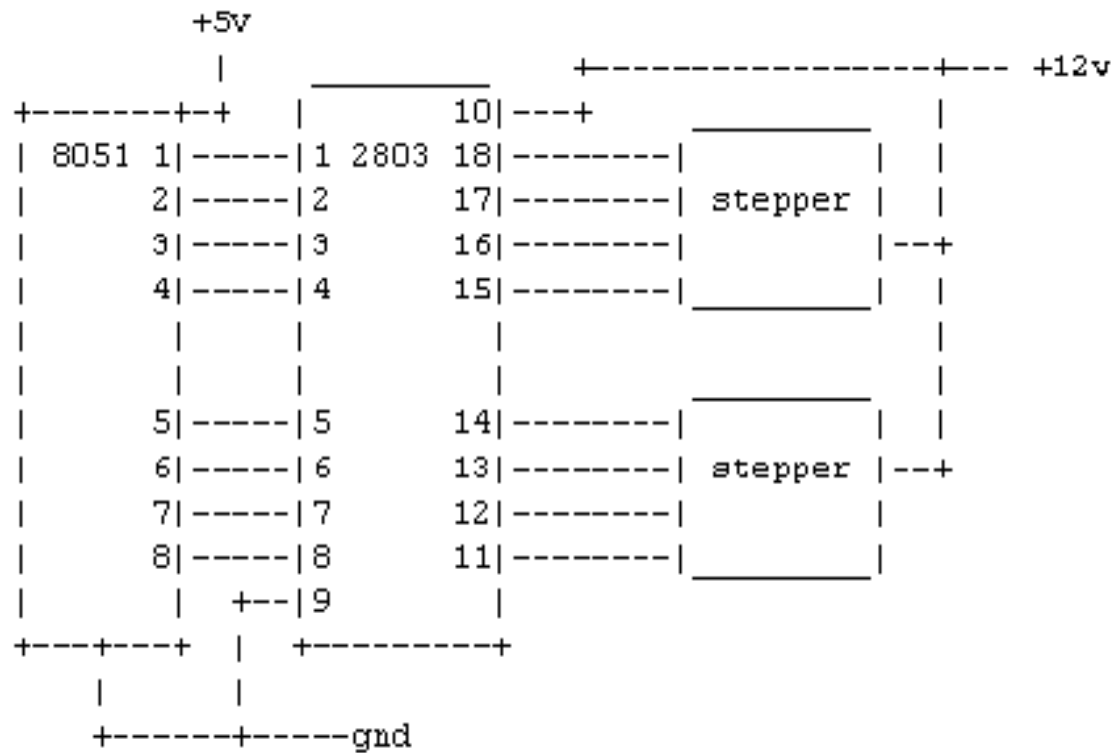 +5v
|
+------------------+--- +12v
+-------+-+ | 10|---+ |
| 8051 1|-----|1 2803 18|--------| | |
| 2|-----|2 17|--------| stepper | |
| 3|-----|3 16|--------| |--+
| 4|-----|4 15|--------| | |
| | | | |
| | | | |
| 5|-----|5 14|--------| | |
| 6|-----|6 13|--------| stepper |--+
| 7|-----|7 12|--------| |
| 8|-----|8 11|--------| |
| | +--|9 |
+---+---+ | +---------+
| |
+------+-----gnd